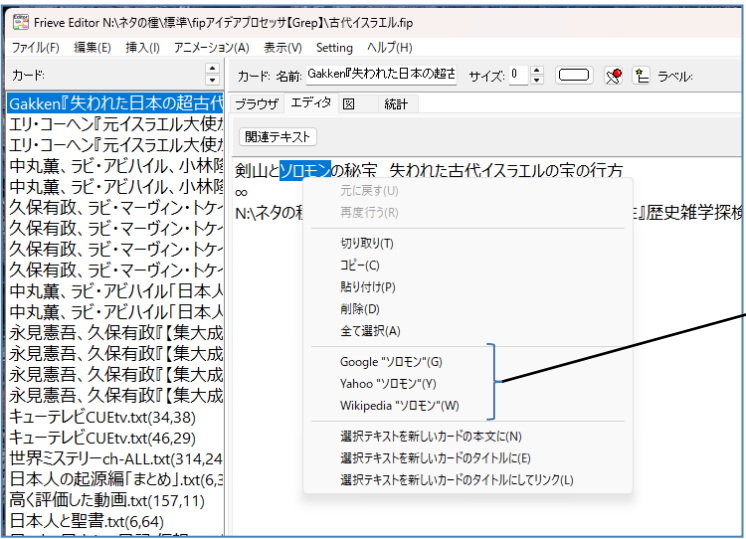 Frieve Editor N:\ネタの種\標準\fipアイデアプロセッサ【Grep】\古代イスラエル.fip
ファイル(F) 編集(E) 挿入(I) アニメーション(A) 表示(V) Setting ヘルプ(H)
カード: カード: 名前: Gakken『失われた日本の超古 サイズ: 0 ラベル:
ブラウザ エディタ 図 統計
関連テキスト
Gakken『失われた日本の超古代
エリ・コーヘン『元イスラエル大使が
エリ・コーヘン『元イスラエル大使が
中丸薫、ラビ・アビハイル、小林隆
中丸薫、ラビ・アビハイル、小林隆
久保有政、ラビ・マーヴィン・トケイ
久保有政、ラビ・マーヴィン・トケイ
久保有政、ラビ・マーヴィン・トケイ
久保有政、ラビ・マーヴィン・トケイ
中丸薫、ラビ・アビハイル「日本人
中丸薫、ラビ・アビハイル「日本人
永見憲吾、久保有政『【集大成
永見憲吾、久保有政『【集大成
永見憲吾、久保有政『【集大成
永見憲吾、久保有政『【集大成
キューテレビCUEtv.txt(34,38)
キューテレビCUEtv.txt(46,29)
世界ミステリーch-ALL.txt(314,24
日本人の起源編「まとめ」.txt(6,3
高く評価した動画.txt(157,11)
日本人と聖書.txt(6,64)
剣山とソロモンの秘宝 失われた古代イスラエルの宝の行方
∞
N:\ネタの種 』歴史雑学探検
元に戻す(U)
再度行う(R)
切り取り(T)
コピー(C)
貼り付け(P)
削除(D)
全て選択(A)
Google "ソロモン"(G)
Yahoo "ソロモン"(Y)
Wikipedia "ソロモン"(W)
選択テキストを新しいカードの本文に(N)
選択テキストを新しいカードのタイトルに(E)
選択テキストを新しいカードのタイトルにしてリンク(L)